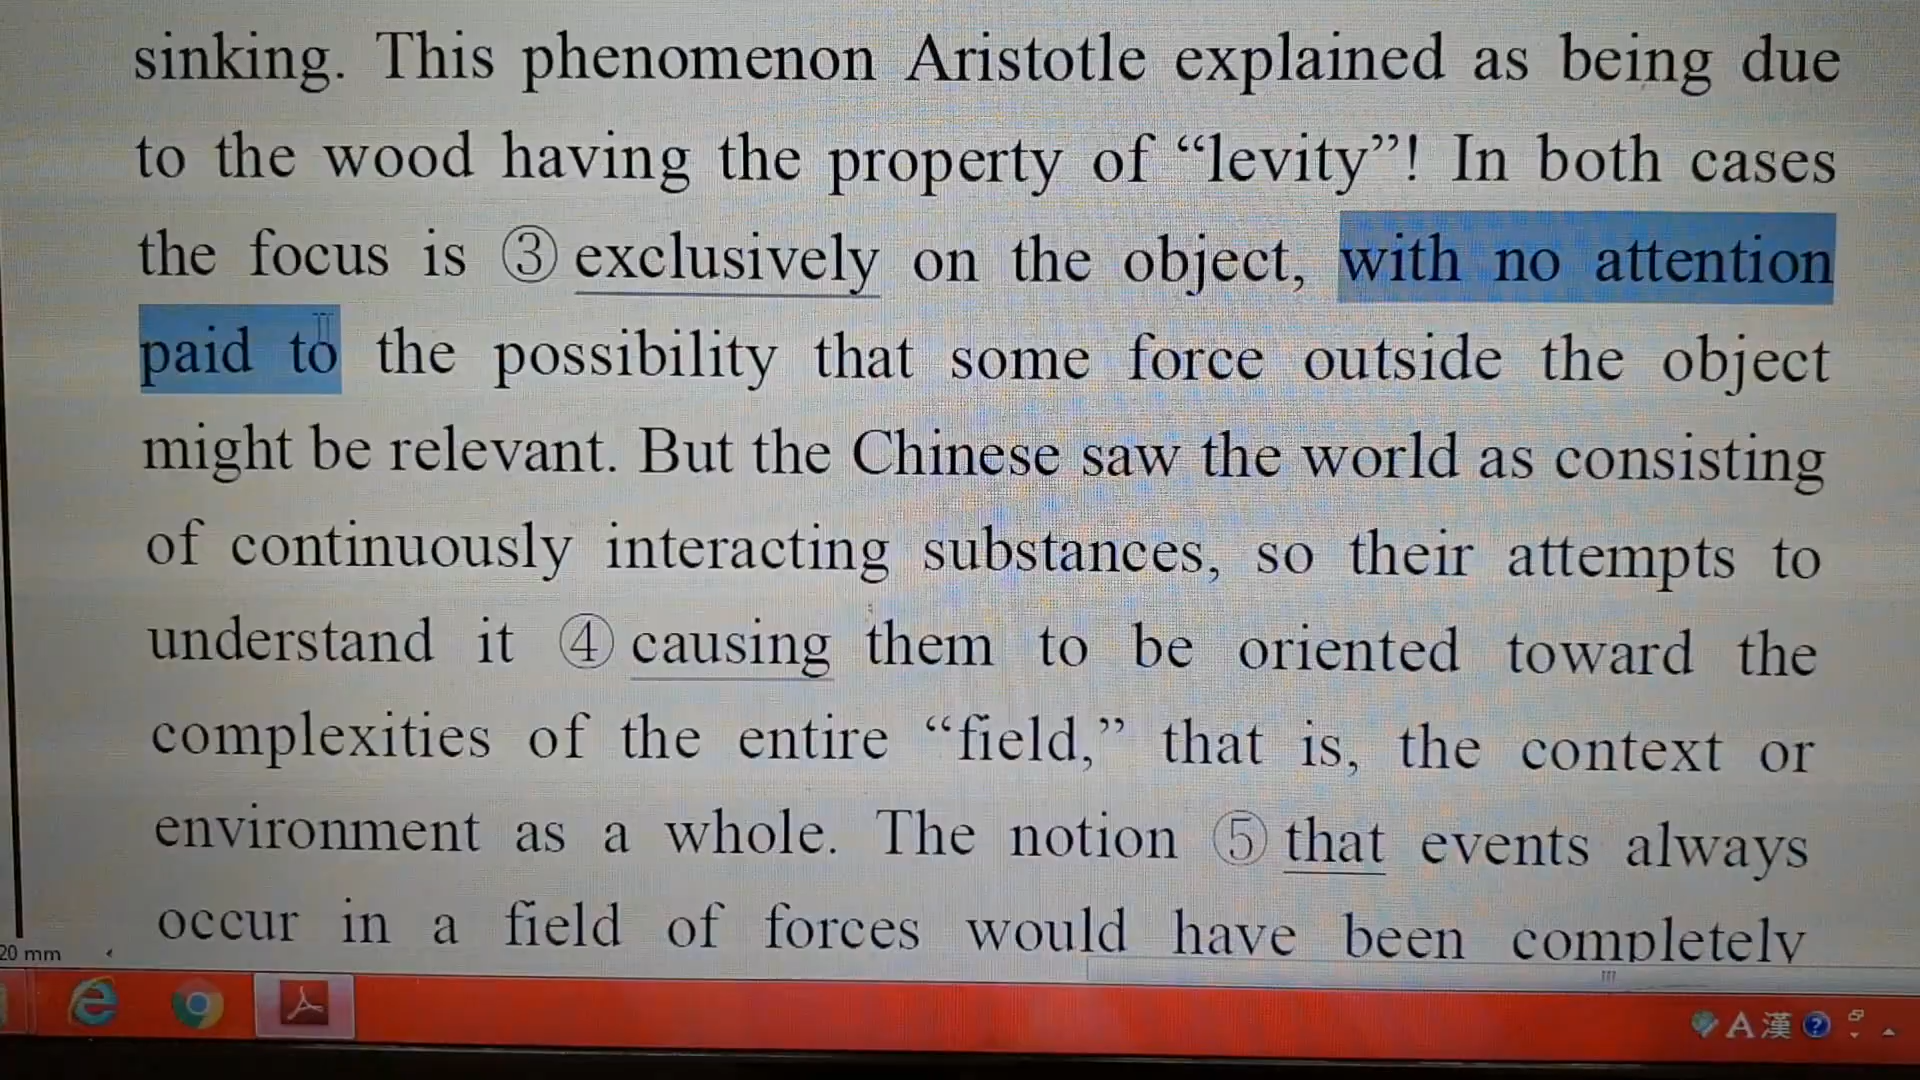 sinking. This phenomenon Aristotle explained as being due
to the wood having the property of “levity”! In both cases
the focus is ③ exclusively on the object, with no attention
paid to the possibility that some force outside the object
might be relevant. But the Chinese saw the world as consisting
of continuously interacting substances, so their attempts to
understand it ④ causing them to be oriented toward the
complexities of the entire “field,” that is, the context or
environment as a whole. The notion ⑤ that events always
occur in a field of forces would have been completely
20 mm
A 漢 ?